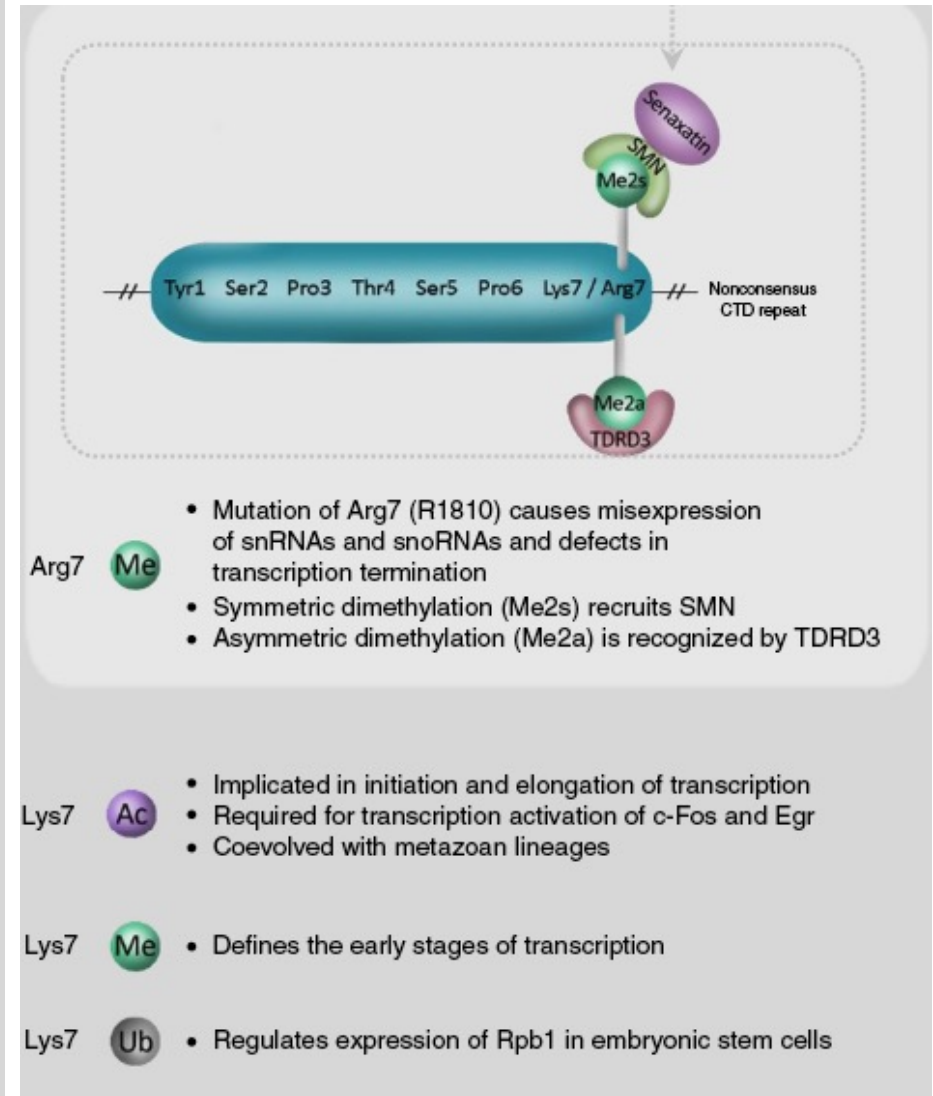 Senaxatin
SMN
Me2s
Tyr1 Ser2 Pro3 Thr4 Ser5 Pro6 Lys7 / Arg7
Nonconsensus
CTD repeat
Me2a
TDRD3
Arg7 Me
• Mutation of Arg7 (R1810) causes misexpression
of snRNAs and snoRNAs and defects in
transcription termination
• Symmetric dimethylation (Me2s) recruits SMN
• Asymmetric dimethylation (Me2a) is recognized by TDRD3
Lys7 Ac
• Implicated in initiation and elongation of transcription
• Required for transcription activation of c-Fos and Egr
• Coevolved with metazoan lineages
Lys7 Me • Defines the early stages of transcription
Lys7 Ub • Regulates expression of Rpb1 in embryonic stem cells